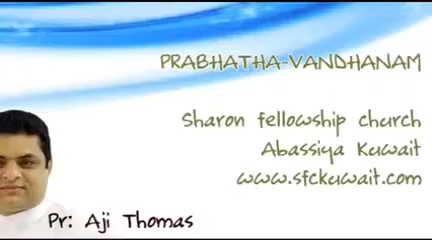 PRABHATHA-VANDHANAM
Sharon fellowship church
Abassiya Kuwait
www.sfckuwait.com
Pr: Aji Thomas